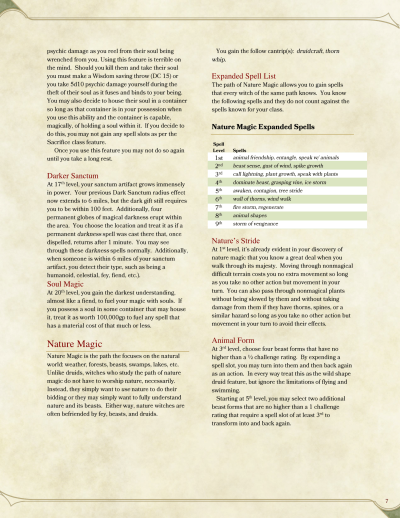 psychic damage as you reel from their soul being
wrenched from you. Using this feature is terrible on
the mind. Should you kill them and take their soul
you must make a Wisdom saving throw (DC 15) or
you take 5d10 psychic damage yourself during the
theft of their soul as it fuses and binds to your being.
You may also decide to house their soul in a container
so long as that container is in your possession when
you use this ability and the container is capable,
magically, of holding a soul within it. If you decide to
do this, you may not gain any spell slots as per the
Sacrifice class feature.
Once you use this feature you may not do so again
until you take a long rest.
Darker Sanctum
At 17th level, your sanctum artifact grows immensely
in power. Your previous Dark Sanctum radius effect
now extends to 6 miles, but the dark gift still requires
you to be within 100 feet. Additionally, four
permanent globes of magical darkness erupt within
the area. You choose the location and treat it as if a
permanent darkness spell was cast there that, once
dispelled, returns after 1 minute. You may see
through these darkness spells normally. Additionally,
when someone is within 6 miles of your sanctum
artifact, you detect their type, such as being a
humanoid, celestial, fey, fiend, etc.).
Soul Magic
At 20th level, you gain the darkest understanding,
almost like a fiend, to fuel your magic with souls. If
you possess a soul in some container that may house
it, treat it as worth 100,000gp to fuel any spell that
has a material cost of that much or less.
Nature Magic
Nature Magic is the path the focuses on the natural
world: weather, forests, beasts, swamps, lakes, etc.
Unlike druids, witches who study the path of nature
magic do not have to worship nature, necessarily.
Instead, they simply want to use nature to do their
bidding or they may simply want to fully understand
nature and its beasts. Either way, nature witches are
often befriended by fey, beasts, and druids.
You gain the follow cantrip(s): druidcraft, thorn
whip.
Expanded Spell List
The path of Nature Magic allows you to gain spells
that every witch of the same path knows. You know
the following spells and they do not count against the
spells known for your class.
Nature Magic Expanded Spells
Spell
Level Spells
1st animal friendship, entangle, speak w/ animals
2nd beast sense, gust of wind, spike growth
3rd call lightning, plant growth, speak with plants
4th dominate beast, grasping vine, ice storm
5th awaken, contagion, tree stride
6th wall of thorns, wind walk
7th fire storm, regenerate
8th animal shapes
9th storm of vengeance
Nature's Stride
At 1st level, it's already evident in your discovery of
nature magic that you know a great deal when you
walk through its majesty. Moving through nonmagical
difficult terrain costs you no extra movement so long
as you take no other action but movement in your
turn. You can also pass through nonmagical plants
without being slowed by them and without taking
damage from them if they have thorns, spines, or a
similar hazard so long as you take no other action but
movement in your turn to avoid their effects.
Animal Form
At 3rd level, choose four beast forms that have no
higher than a ½ challenge rating. By expending a
spell slot, you may turn into them and then back again
as an action. In every way treat this as the wild shape
druid feature, but ignore the limitations of flying and
swimming.
Starting at 5th level, you may select two additional
beast forms that are no higher than a 1 challenge
rating that require a spell slot of at least 3rd to
transform into and back again.
7